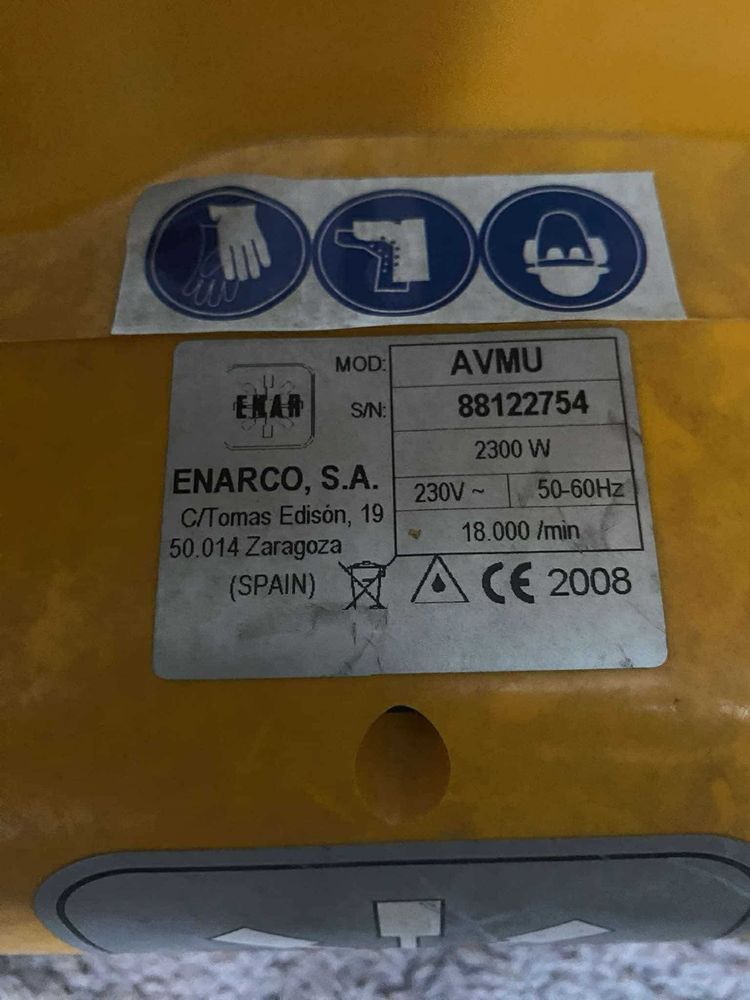 MOD: AVMU
ENAR
S/N: 88122754
2300 W
ENARCO, S.A.
230V ~ 50-60Hz
C/Tomas Edisón, 19
18.000 /min
50.014 Zaragoza
(SPAIN)
CE 2008